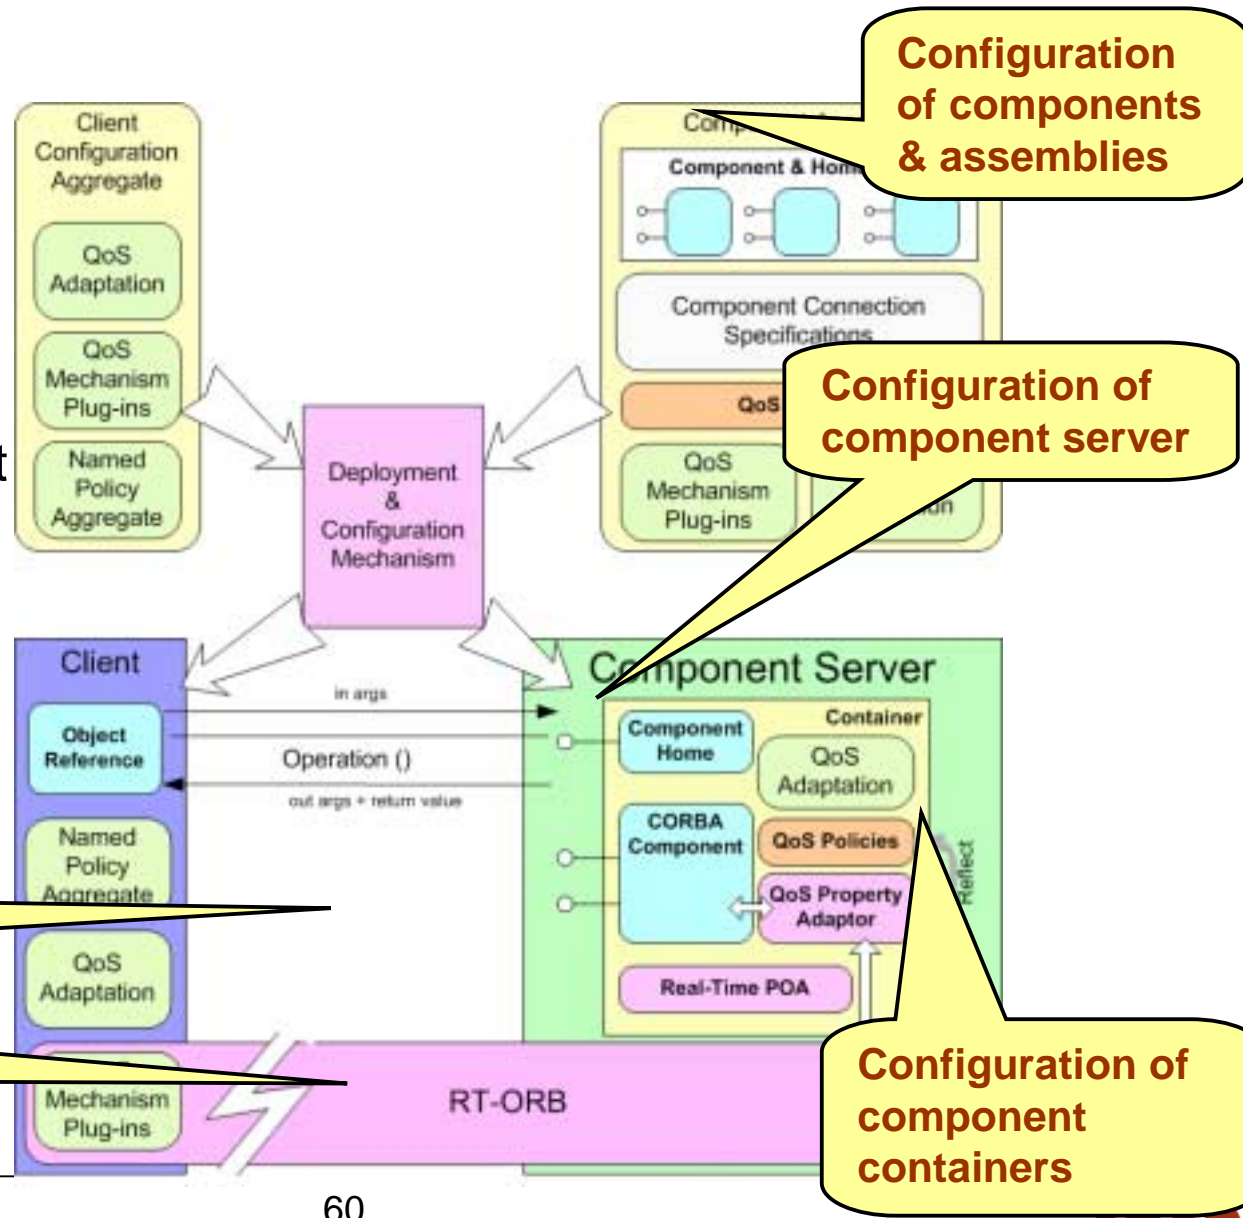 Configuration
of components
& assemblies
Client
Configuration
Aggregate
QoS
Adaptation
QoS
Mechanism
Plug-ins
Named
Policy
Aggregate
Component & Home
Component Connection
Specifications
QoS
QoS
Mechanism
Plug-ins
Configuration of
component server
t
Deployment
&
Configuration
Mechanism
Client
Object
Reference
Named
Policy
Aggregate
QoS
Adaptation
Mechanism
Plug-ins
in args
Operation ()
out args + return value
Component Server
Container
Component
Home
QoS
Adaptation
CORBA
Component
QoS Policies
QoS Property
Adaptor
Reflect
Real-Time POA
RT-ORB
Configuration of
component
containers
60